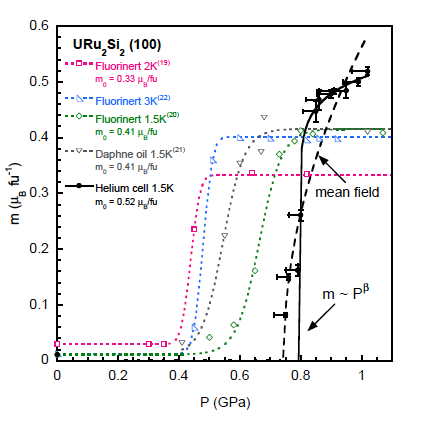 URu2Si2 (100)
Fluorinert 2K(19)
m0 = 0.33 μB/fu
Fluorinert 3K(22)
Fluorinert 1.5K(20)
m0 = 0.41 μB/fu
Daphne oil 1.5K(21)
m0 = 0.41 μB/fu
Helium cell 1.5K
m0 = 0.52 μB/fu
mean field
m ~ Pβ
0.6
0.5
0.4
0.3
0.2
0.1
0
m (μB fu-1)
0 0.2 0.4 0.6 0.8 1
P (GPa)